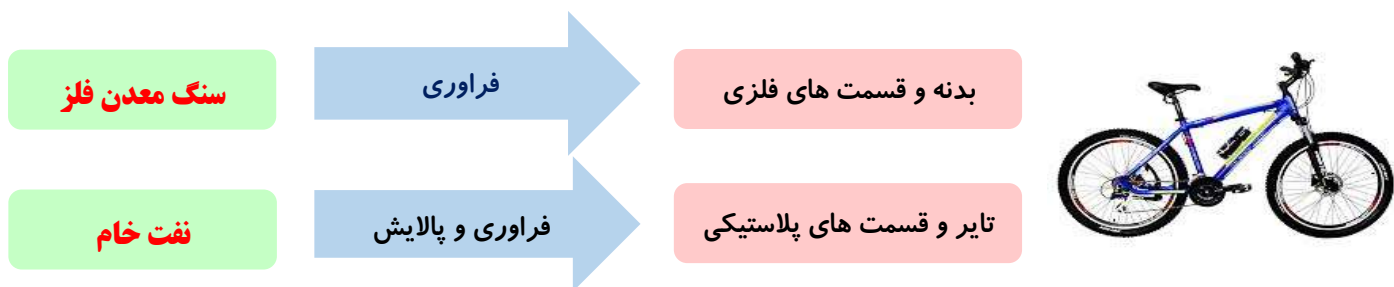 سنگ معدن فلز
فراوری
بدنه و قسمت های فلزی
نفت خام
فراوری و پالایش
تایر و قسمت های پلاستیکی